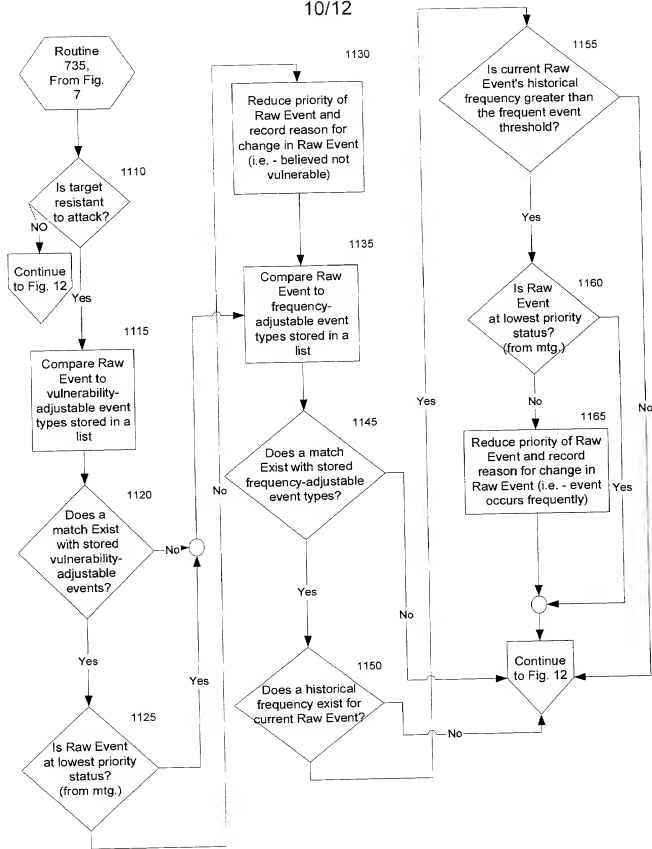 10/12
Routine
735,
From Fig.
7
1110
Is target
resistant
to attack?
NO
Continue
to Fig. 12
Yes
1115
Compare Raw
Event to
vulnerability-
adjustable event
types stored in a
list
1120
Does a
match Exist
with stored
vulnerability-
adjustable
events?
No
Yes
1125
Is Raw Event
at lowest priority
status?
(from mtg.)
Yes
No
1130
Reduce priority of
Raw Event and
record reason for
change in Raw Event
(i.e. - believed not
vulnerable)
1135
Compare Raw
Event to
frequency-
adjustable event
types stored in a
list
1145
Does a match
Exist with stored
frequency-adjustable
event types?
Yes
No
1150
Does a historical
frequency exist for
current Raw Event?
No
Yes
1155
Is current Raw
Event's historical
frequency greater than
the frequent event
threshold?
Yes
No
1160
Is Raw
Event
at lowest priority
status?
(from mtg.)
No
Yes
1165
Reduce priority of Raw
Event and record
reason for change in
Raw Event (i.e. - event
occurs frequently)
Continue
to Fig. 12